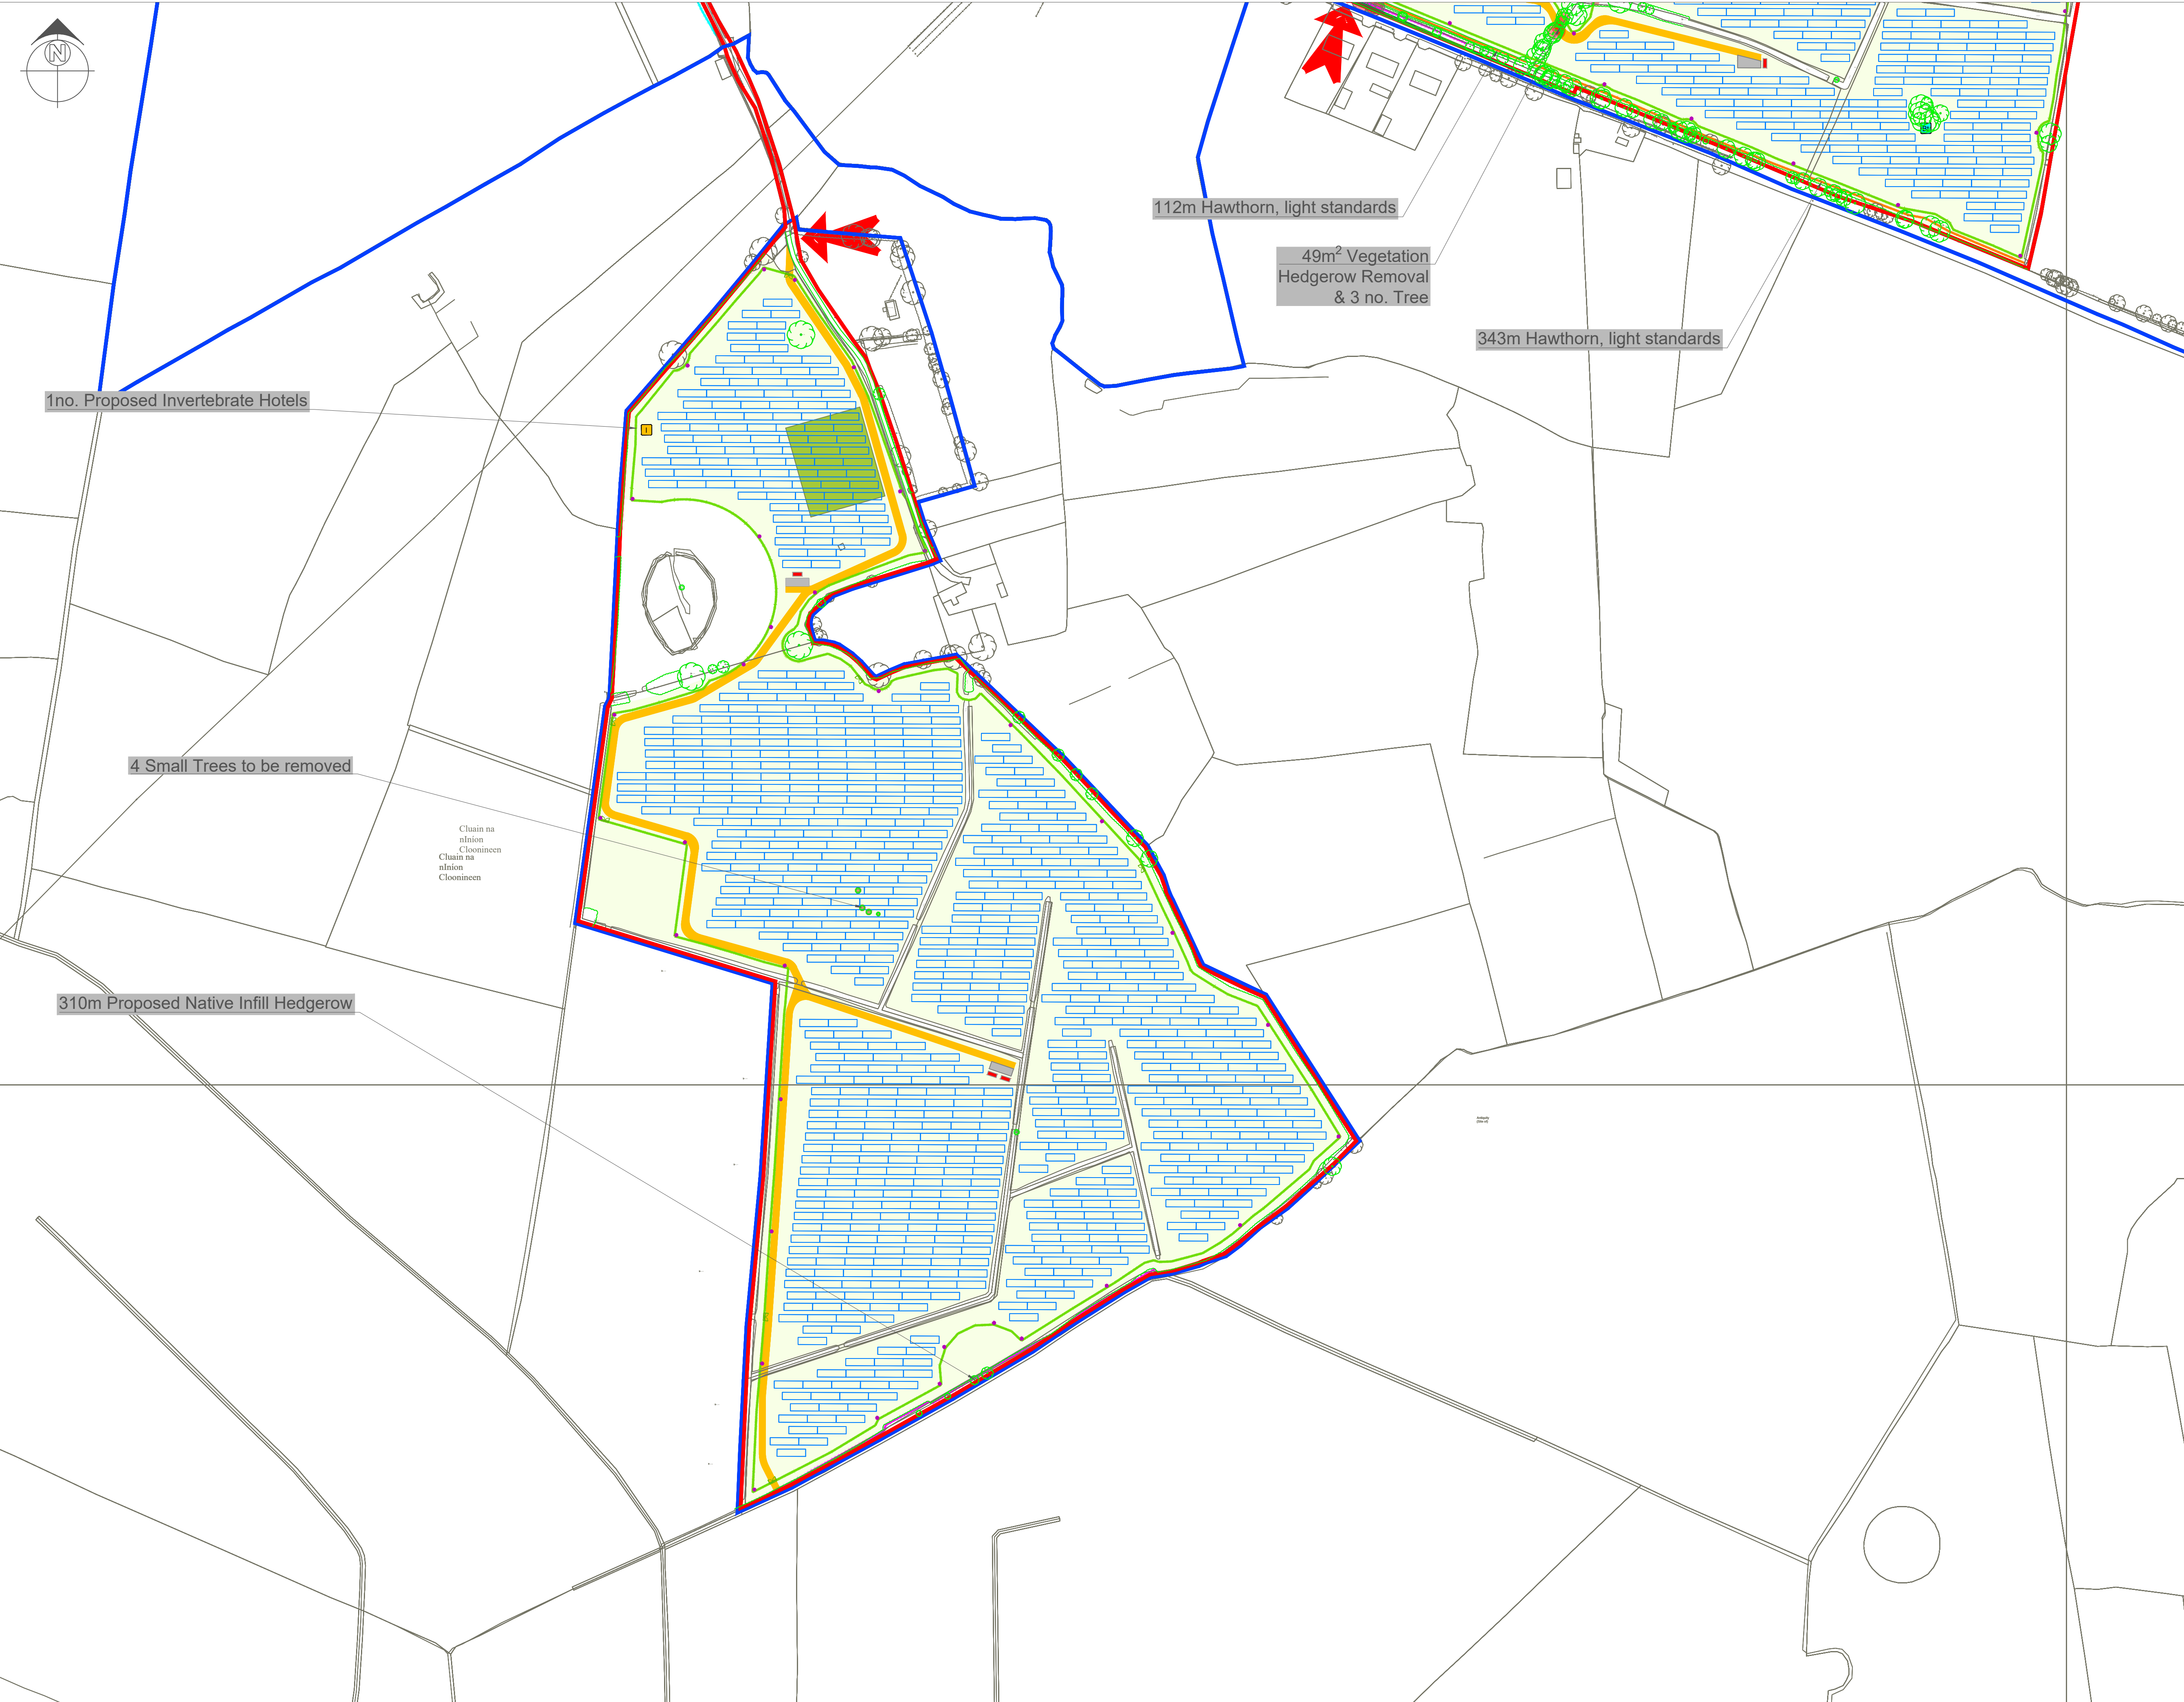 N
112m Hawthorn, light standards
49m² Vegetation
Hedgerow Removal
& 3 no. Tree
343m Hawthorn, light standards
1no. Proposed Invertebrate Hotels
I
4 Small Trees to be removed
Cluain na
nInion
Cloonineen
Cluain na
nInion
Cloonineen
310m Proposed Native Infill Hedgerow